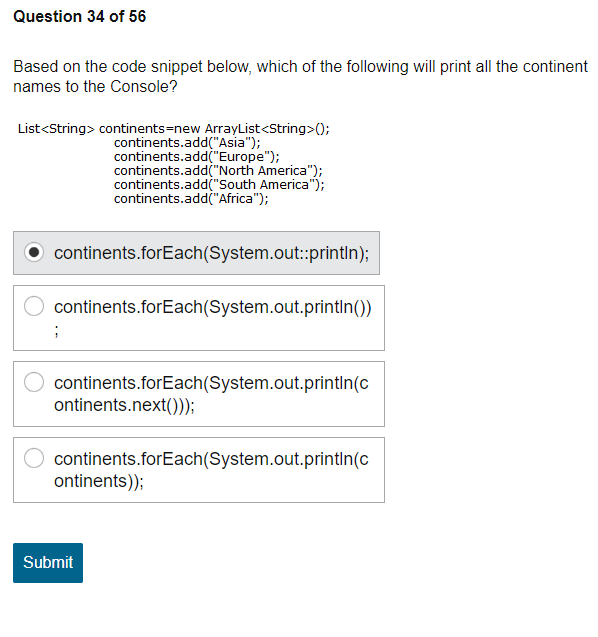 Question 34 of 56
Based on the code snippet below, which of the following will print all the continent
names to the Console?
List<String> continents=new ArrayList<String>();
continents.add("Asia");
continents.add("Europe");
continents.add("North America");
continents.add("South America");
continents.add("Africa");
continents.forEach(System.out::println);
continents.forEach(System.out.println())
;
continents.forEach(System.out.println(c
ontinents.next()));
continents.forEach(System.out.println(c
ontinents));
Submit